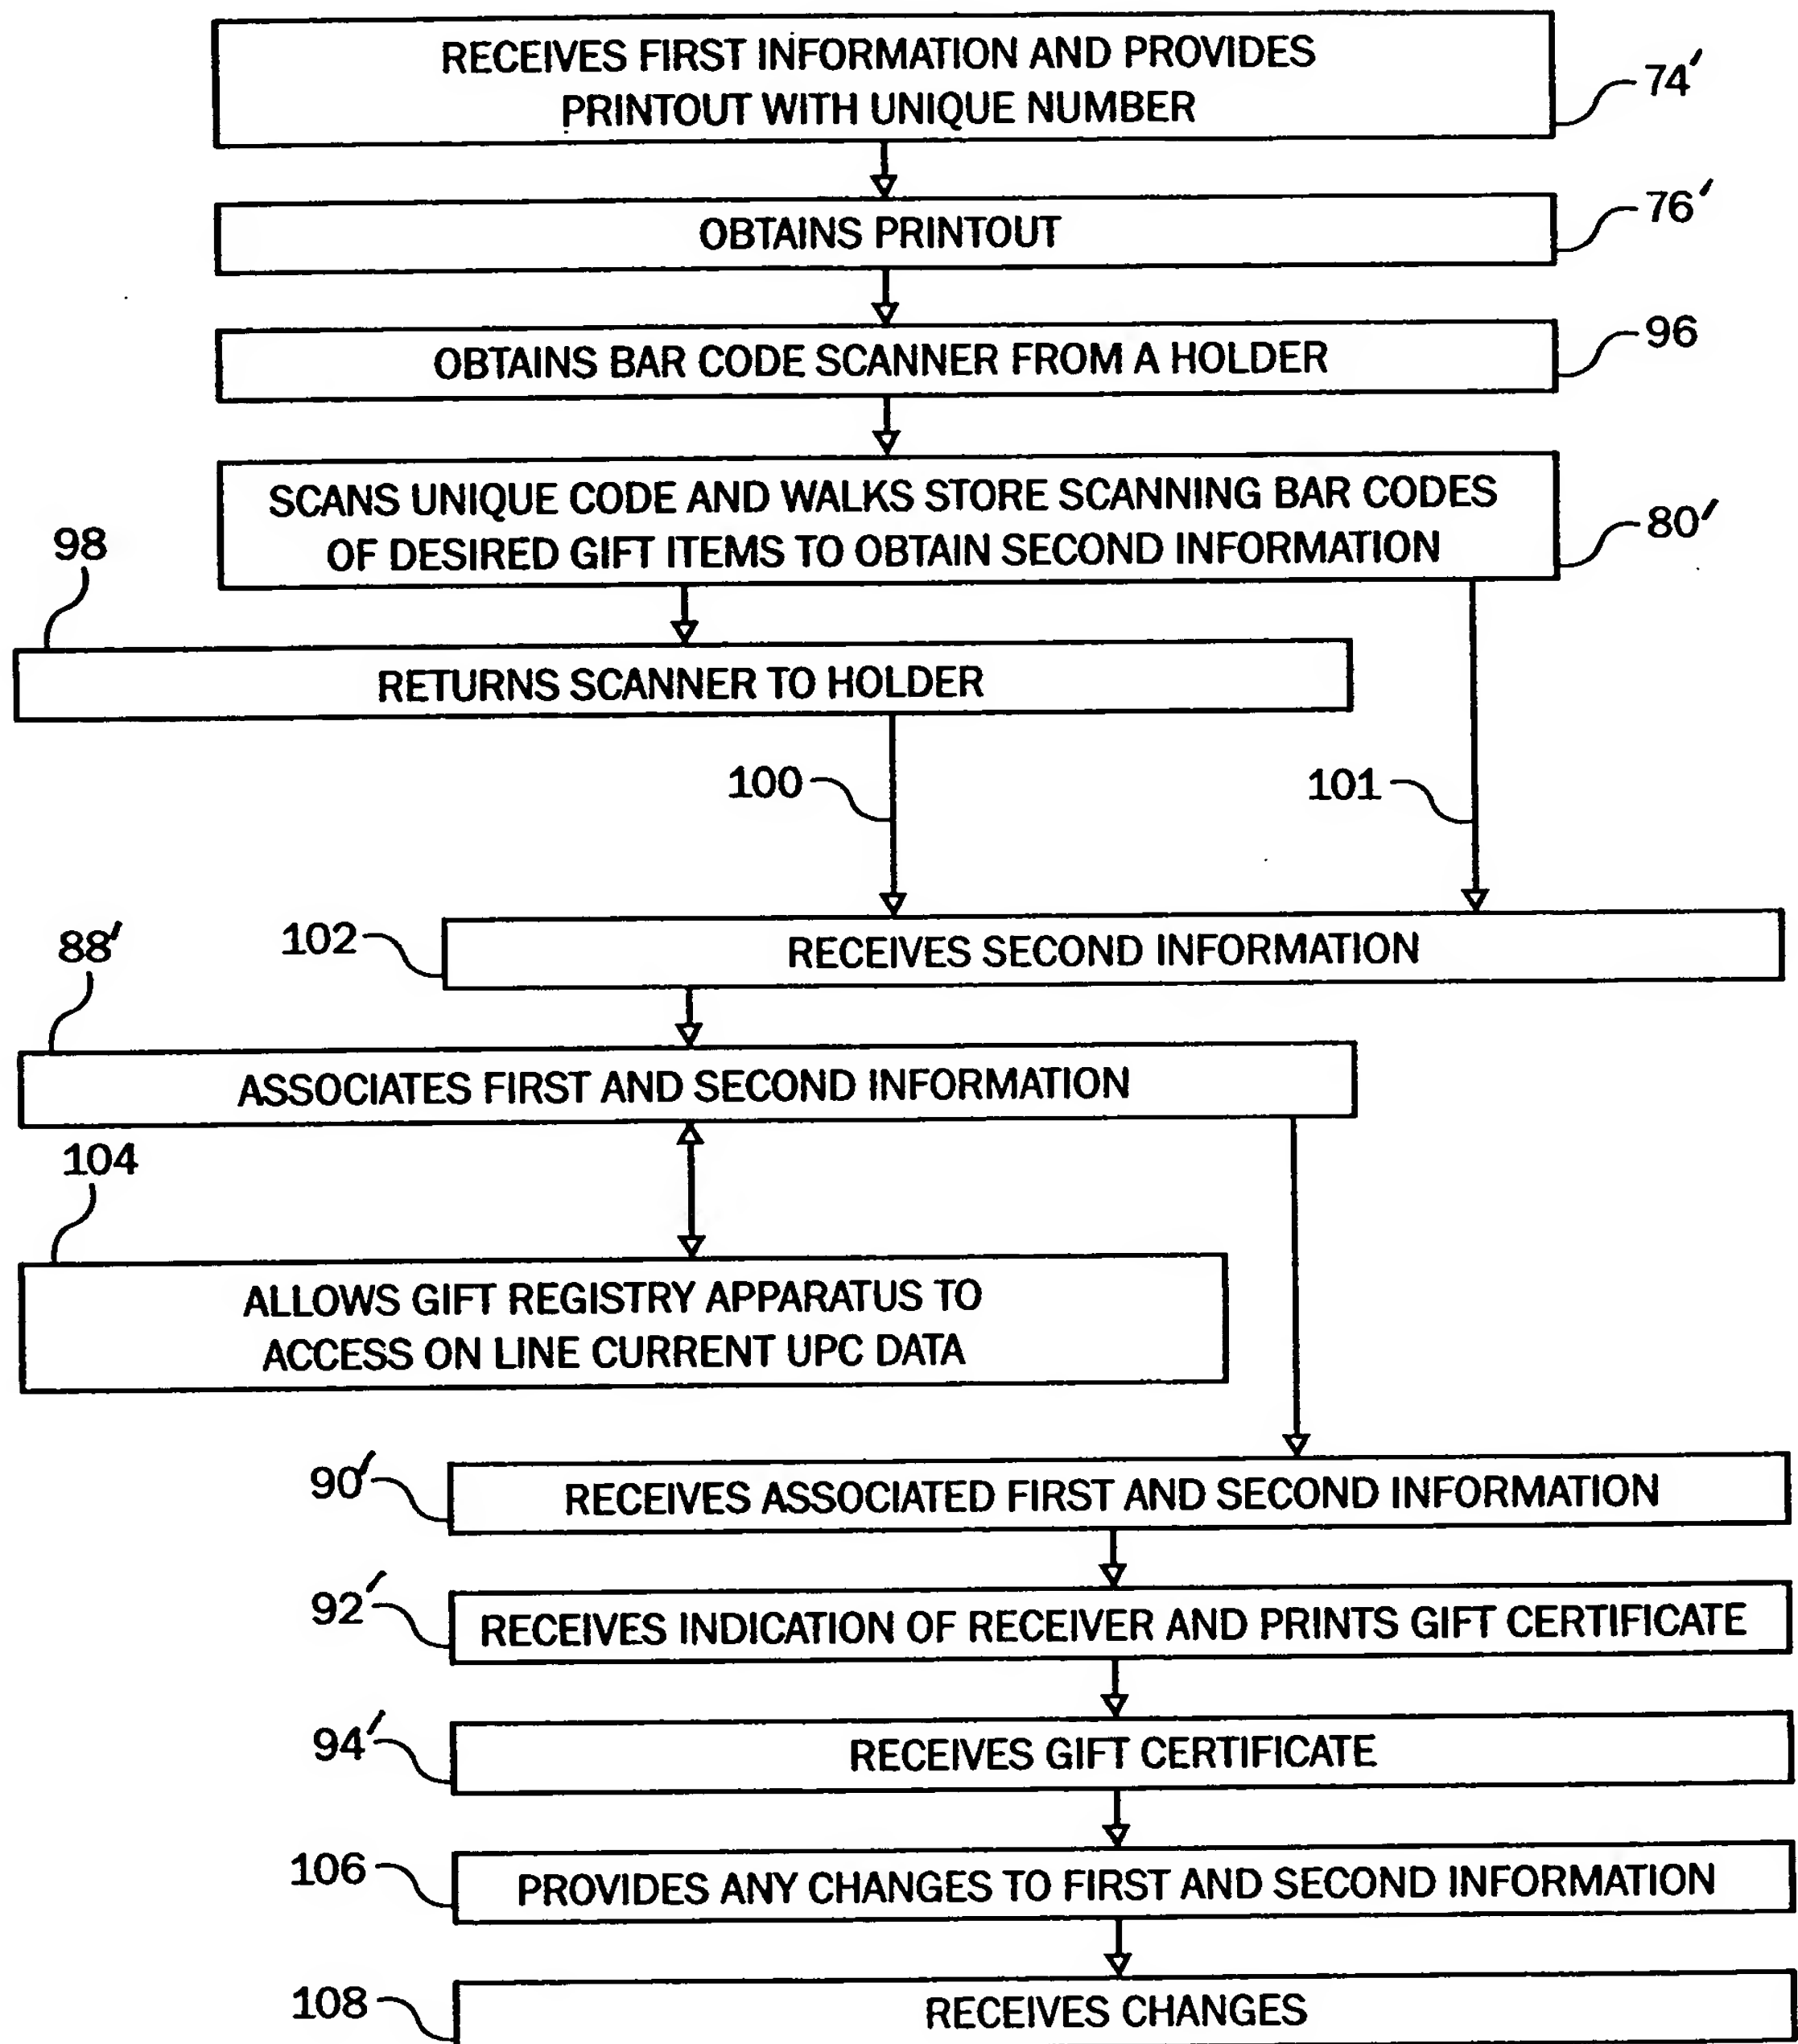 RECEIVES FIRST INFORMATION AND PROVIDES
PRINTOUT WITH UNIQUE NUMBER
74′
OBTAINS PRINTOUT
76′
OBTAINS BAR CODE SCANNER FROM A HOLDER
96
SCANS UNIQUE CODE AND WALKS STORE SCANNING BAR CODES
OF DESIRED GIFT ITEMS TO OBTAIN SECOND INFORMATION
80′
98
RETURNS SCANNER TO HOLDER
100
101
102
RECEIVES SECOND INFORMATION
88′
ASSOCIATES FIRST AND SECOND INFORMATION
104
ALLOWS GIFT REGISTRY APPARATUS TO
ACCESS ON LINE CURRENT UPC DATA
90′
RECEIVES ASSOCIATED FIRST AND SECOND INFORMATION
92′
RECEIVES INDICATION OF RECEIVER AND PRINTS GIFT CERTIFICATE
94′
RECEIVES GIFT CERTIFICATE
106
PROVIDES ANY CHANGES TO FIRST AND SECOND INFORMATION
108
RECEIVES CHANGES